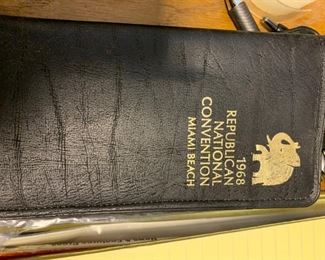 1968
REPUBLICAN
NATIONAL
CONVENTION
MIAMI BEACH